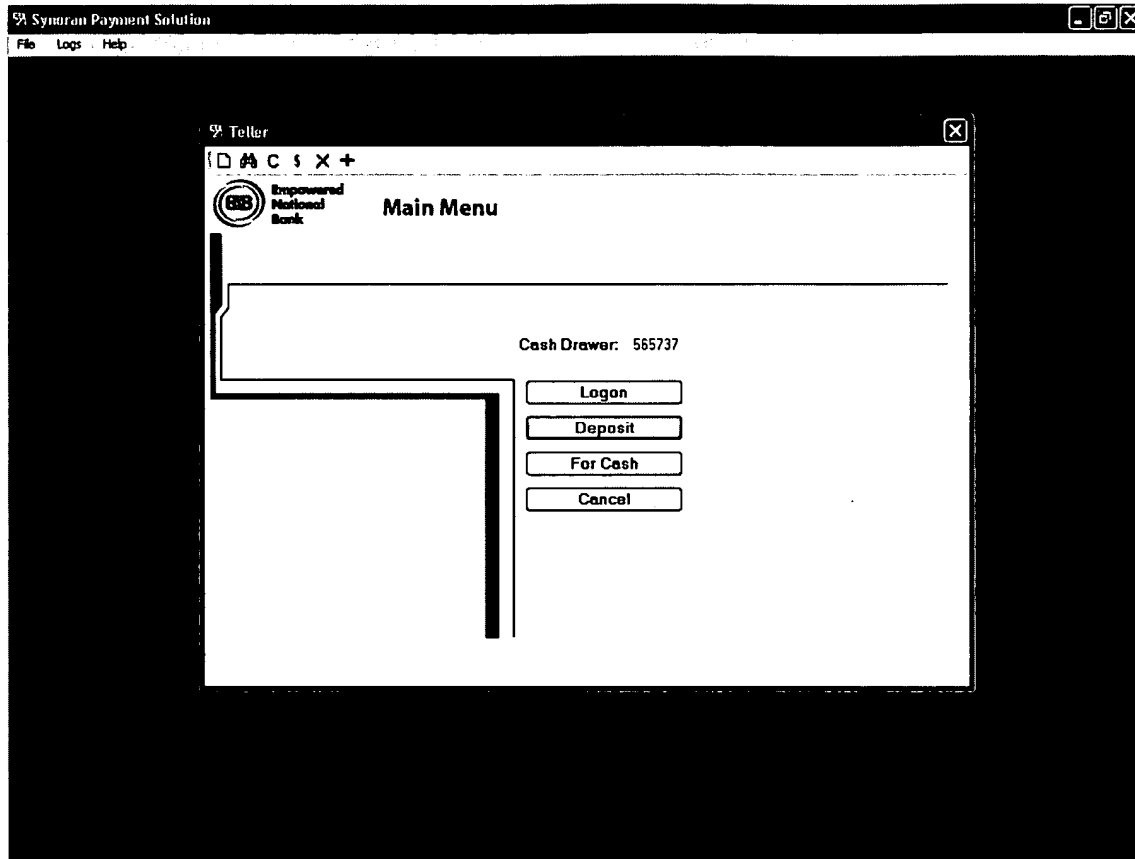 Synoran Payment Solution
File Logs Help
Teller
C $ X +
Empowered
National
Bank
Main Menu
Cash Drawer: 565737
Logon
Deposit
For Cash
Cancel